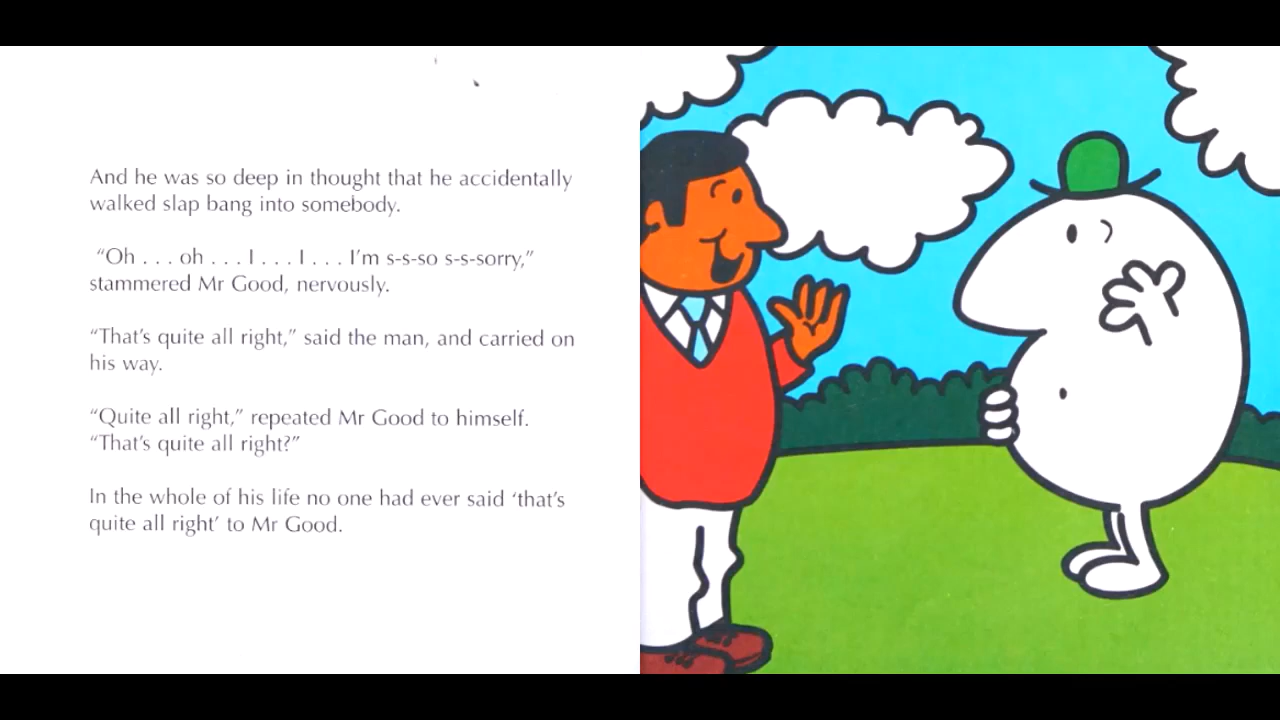 And he was so deep in thought that he accidentally
walked slap bang into somebody.
“Oh . . . oh . . . I . . . I . . . I’m s-s-so s-s-sorry,”
stammered Mr Good, nervously.
“That’s quite all right,” said the man, and carried on
his way.
“Quite all right,” repeated Mr Good to himself.
“That’s quite all right?”
In the whole of his life no one had ever said ‘that’s
quite all right’ to Mr Good.